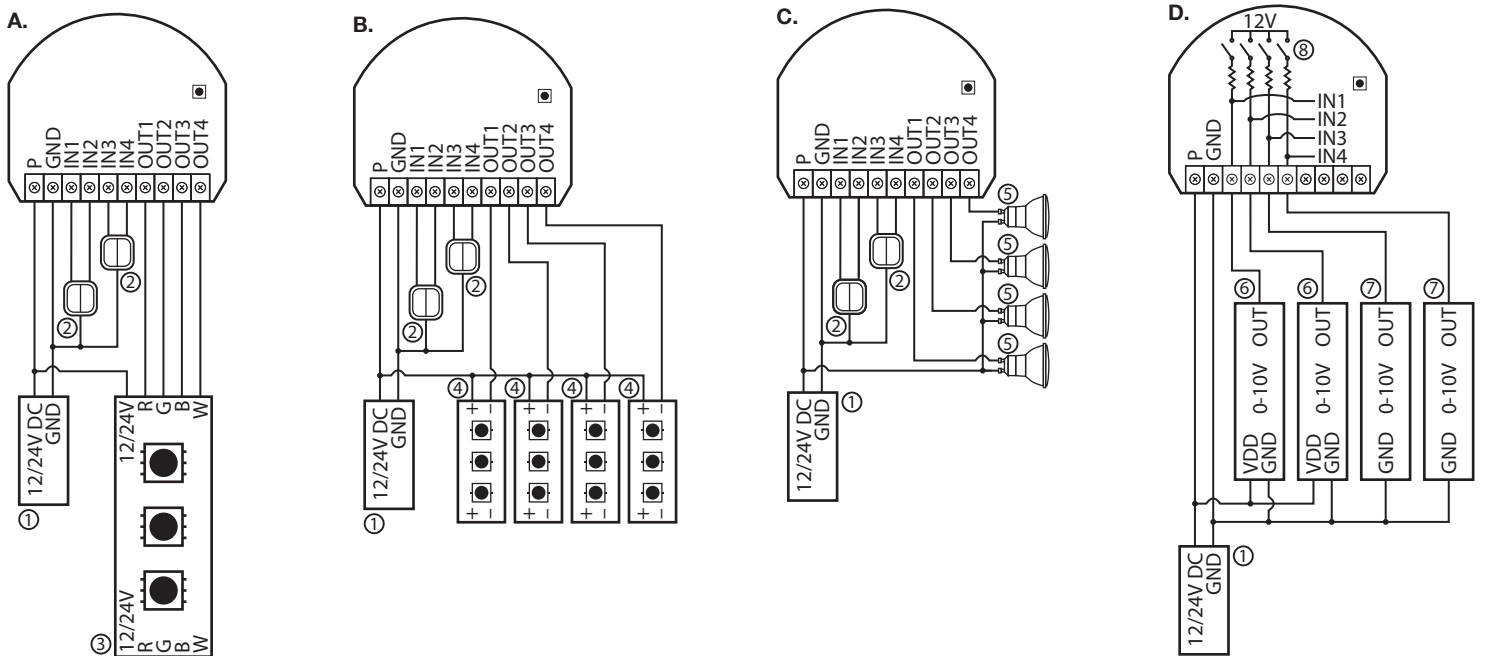 A.
P
GND
IN1
IN2
IN3
IN4
OUT1
OUT2
OUT3
OUT4
②
②
12/24V DC
GND
①
12/24V
R
G
B
W
③
12/24V
R
G
B
W
B.
P
GND
IN1
IN2
IN3
IN4
OUT1
OUT2
OUT3
OUT4
②
②
12/24V DC
GND
①
④
④
④
④
+ –
+ –
+ –
+ –
+ –
+ –
+ –
+ –
C.
P
GND
IN1
IN2
IN3
IN4
OUT1
OUT2
OUT3
OUT4
②
②
⑤
⑤
⑤
⑤
12/24V DC
GND
①
D.
12V
⑧
IN1
IN2
IN3
IN4
P
GND
⑥
⑥
⑦
⑦
VDD
GND
0-10V OUT
VDD
GND
0-10V OUT
GND 0-10V OUT
GND 0-10V OUT
12/24V DC
GND
①